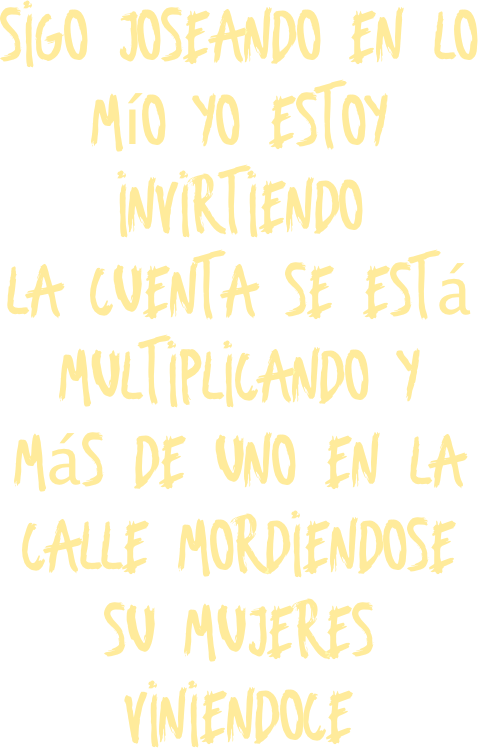 SIGO JOSEANDO EN LO
MíO YO ESTOY
INVIRTIENDO
LA CUENTA SE ESTá
MULTIPLICANDO Y
MáS DE UNO EN LA
CALLE MORDIENDOSE
SU MUJERES
VINIENDOCE